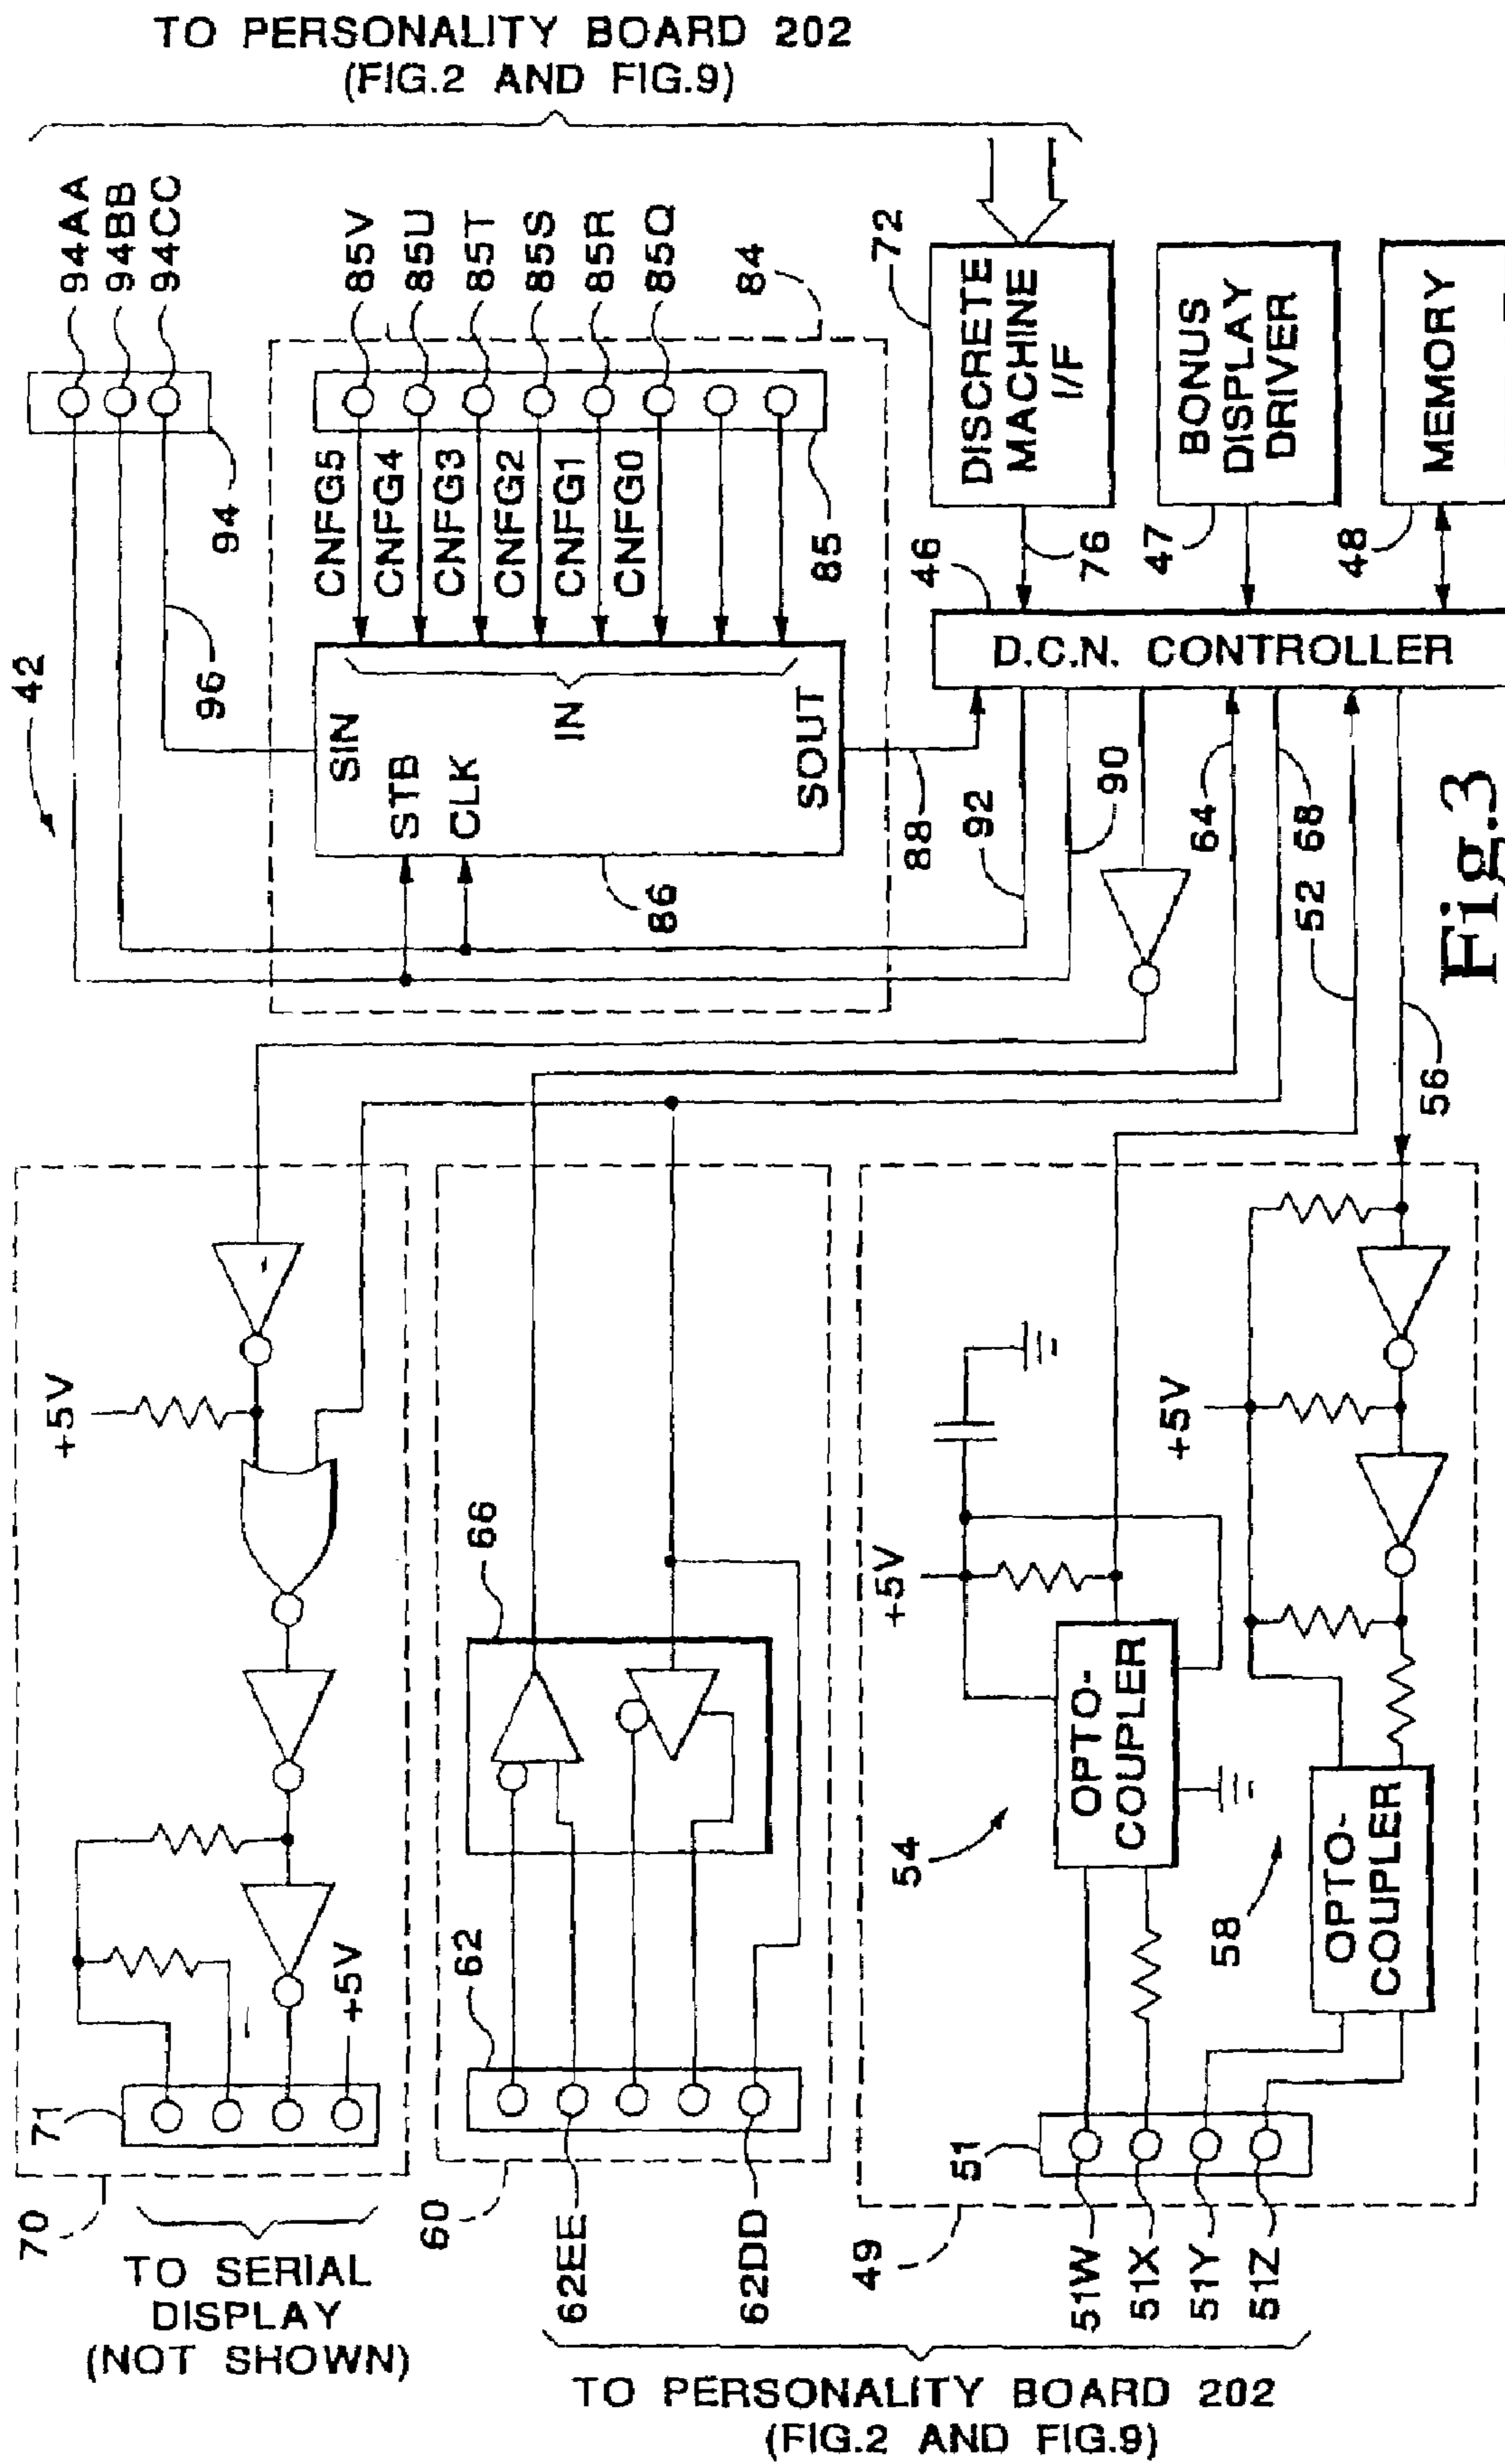 TO PERSONALITY BOARD 202
(FIG.2 AND FIG.9)
42
94AA
94BB
94CC
94
96
85V
85U
85T
85S
85R
85Q
84
CNFG5
CNFG4
CNFG3
CNFG2
CNFG1
CNFG0
85
SIN
STB
CLK
IN
SOUT
86
88
72
DISCRETE
MACHINE
I/F
76
BONUS
DISPLAY
DRIVER
47
MEMORY
48
46
D.C.N. CONTROLLER
92
90
64
68
52
56
Fig.3
+5V
71
+5V
70
TO SERIAL
DISPLAY
(NOT SHOWN)
66
62
60
62EE
62DD
+5V
+5V
OPTO-
COUPLER
54
OPTO-
COUPLER
58
51
49
51W
51X
51Y
51Z
TO PERSONALITY BOARD 202
(FIG.2 AND FIG.9)